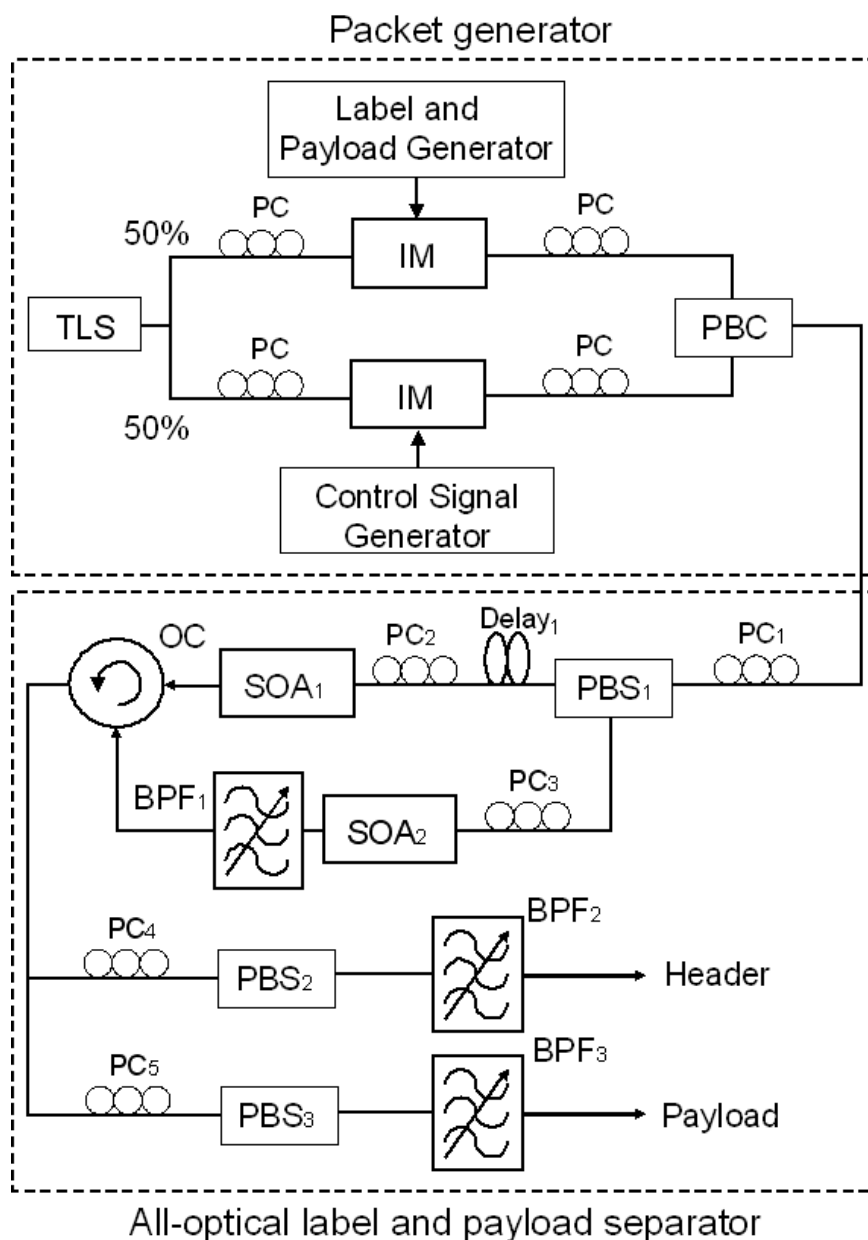 Packet generator
Label and
Payload Generator
PC
PC
50%
IM
TLS
PBC
PC
PC
50%
IM
Control Signal
Generator
OC
PC2
Delay1
PC1
SOA1
PBS1
BPF1
PC3
SOA2
PC4
BPF2
PBS2
Header
PC5
BPF3
PBS3
Payload
All-optical label and payload separator